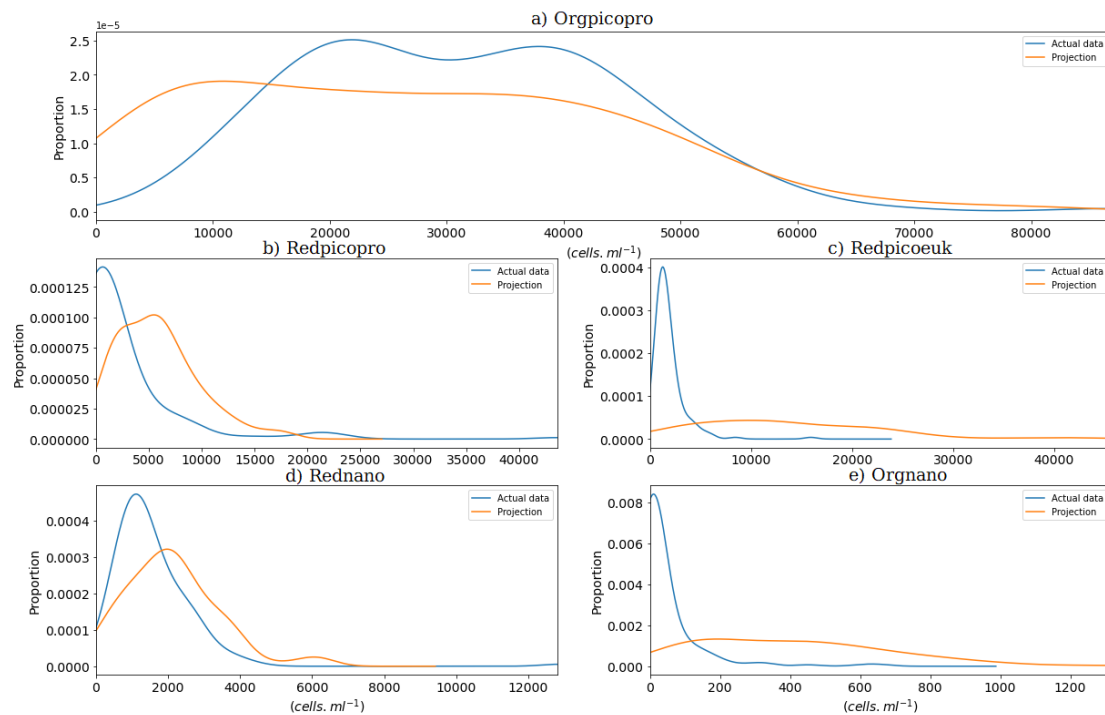 a) Orgpicopro
1e-5
Actual data
Projection
Proportion
2.5
2.0
1.5
1.0
0.5
0.0
0 10000 20000 30000 40000 50000 60000 70000 80000
(cells.ml⁻¹)
b) Redpicopro
Actual data
Projection
Proportion
0.000125
0.000100
0.000075
0.000050
0.000025
0.000000
0 5000 10000 15000 20000 25000 30000 35000 40000
c) Redpicoeuk
Actual data
Projection
Proportion
0.0004
0.0003
0.0002
0.0001
0.0000
0 10000 20000 30000 40000
d) Rednano
Actual data
Projection
Proportion
0.0004
0.0003
0.0002
0.0001
0.0000
0 2000 4000 6000 8000 10000 12000
(cells.ml⁻¹)
e) Orgnano
Actual data
Projection
Proportion
0.008
0.006
0.004
0.002
0.000
0 200 400 600 800 1000 1200
(cells.ml⁻¹)